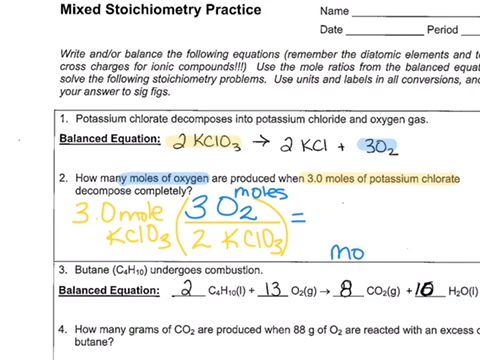 Mixed Stoichiometry Practice
Name
Date Period
Write and/or balance the following equations (remember the diatomic elements and to
cross charges for ionic compounds!!!) Use the mole ratios from the balanced equat
solve the following stoichiometry problems. Use units and labels in all conversions, and
your answer to sig figs.
1. Potassium chlorate decomposes into potassium chloride and oxygen gas.
Balanced Equation: 2 KClO₃ → 2 KCl + 3O₂
2. How many moles of oxygen are produced when 3.0 moles of potassium chlorate
decompose completely?
moles
3.0 mole 3 O₂ =
KClO₃ 2 KClO₃
mo
3. Butane (C₄H₁₀) undergoes combustion.
Balanced Equation: 2 C₄H₁₀(l) + 13 O₂(g) → 8 CO₂(g) + 10 H₂O(l)
4. How many grams of CO₂ are produced when 88 g of O₂ are reacted with an excess o
butane?